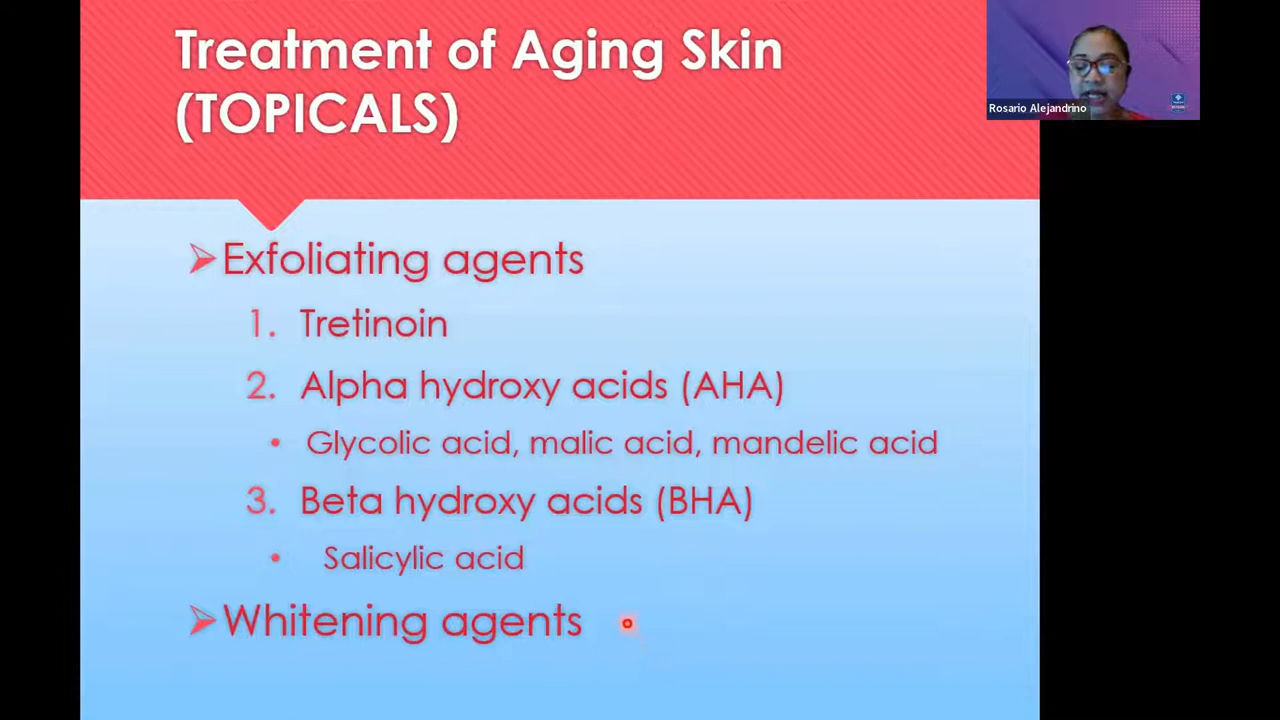 Treatment of Aging Skin
(TOPICALS)
Rosario Alejandrino
Exfoliating agents
1. Tretinoin
2. Alpha hydroxy acids (AHA)
• Glycolic acid, malic acid, mandelic acid
3. Beta hydroxy acids (BHA)
• Salicylic acid
Whitening agents